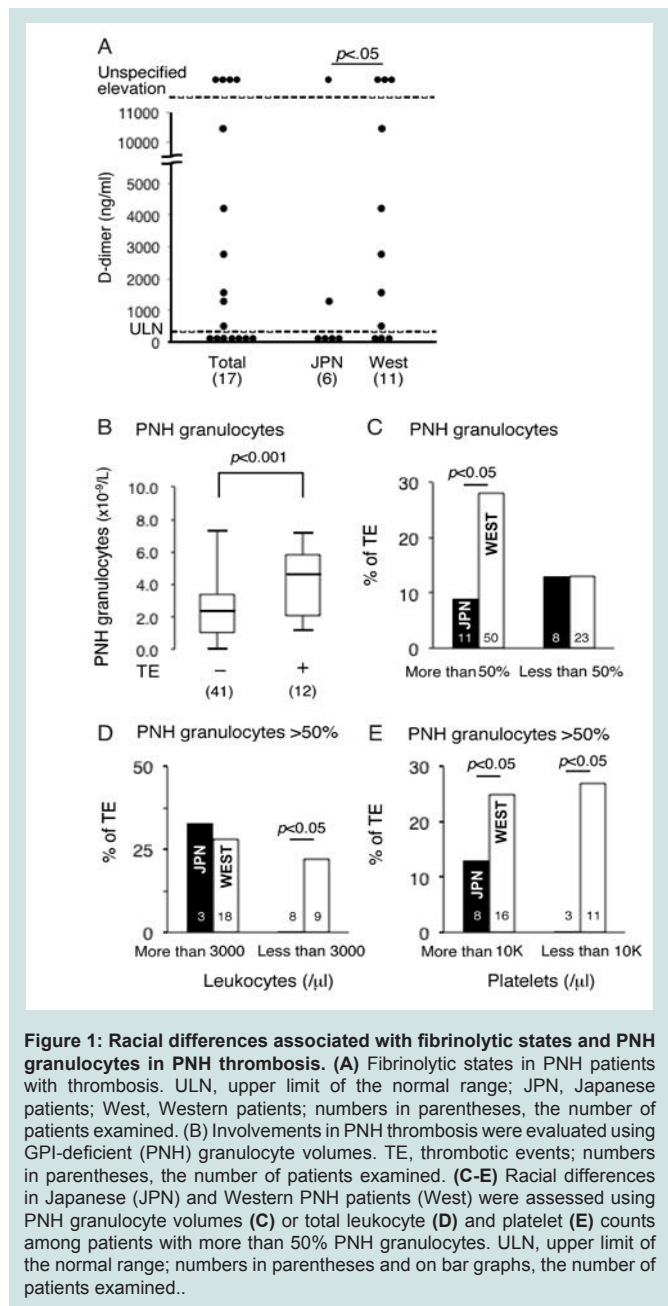 A
Unspecified
elevation
p<.05
11000
10000
5000
4000
3000
2000
1000
ULN
0
D-dimer (ng/ml)
Total
(17)
JPN
(6)
West
(11)
B PNH granulocytes
p<0.001
10.0
8.0
6.0
4.0
2.0
0.0
PNH granulocytes (x10⁻⁹/L)
TE
−
+
(41)
(12)
C PNH granulocytes
p<0.05
30
20
10
0
% of TE
JPN
WEST
11
50
8
23
More than 50%
Less than 50%
D PNH granulocytes >50%
50
25
0
% of TE
p<0.05
JPN
WEST
3
18
8
9
More than 3000
Less than 3000
Leukocytes (/µl)
E PNH granulocytes >50%
p<0.05
p<0.05
30
20
10
0
% of TE
JPN
WEST
8
16
3
11
More than 10K
Less than 10K
Platelets (/µl)
Figure 1: Racial differences associated with fibrinolytic states and PNH
granulocytes in PNH thrombosis. (A) Fibrinolytic states in PNH patients
with thrombosis. ULN, upper limit of the normal range; JPN, Japanese
patients; West, Western patients; numbers in parentheses, the number of
patients examined. (B) Involvements in PNH thrombosis were evaluated using
GPI-deficient (PNH) granulocyte volumes. TE, thrombotic events; numbers
in parentheses, the number of patients examined. (C-E) Racial differences
in Japanese (JPN) and Western PNH patients (West) were assessed using
PNH granulocyte volumes (C) or total leukocyte (D) and platelet (E) counts
among patients with more than 50% PNH granulocytes. ULN, upper limit of
the normal range; numbers in parentheses and on bar graphs, the number of
patients examined..